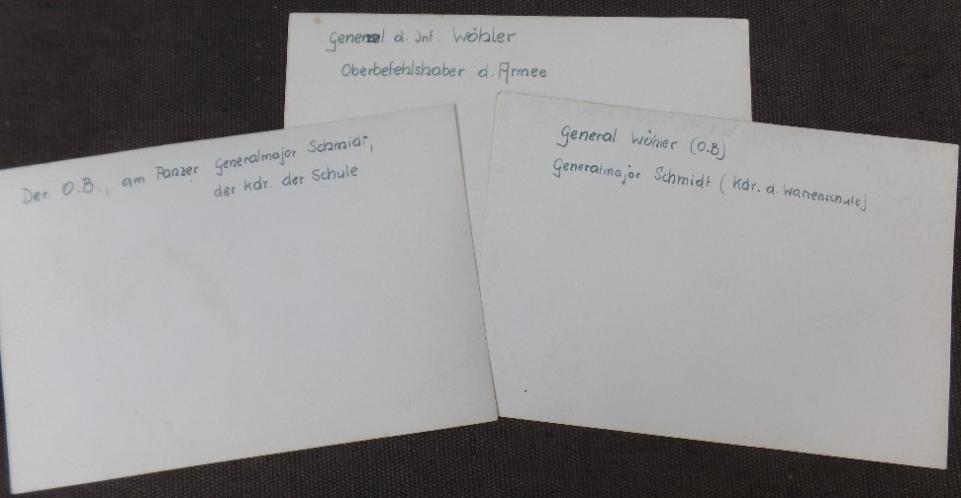 General d. Inf. Wöhler
Oberbefehlshaber d. Armee
Der O.B., am Panzer Generalmajor Schmidt,
der Kdr. der Schule
General Wöhler (O.B)
Generalmajor Schmidt (Kdr. d. Waffenschule)